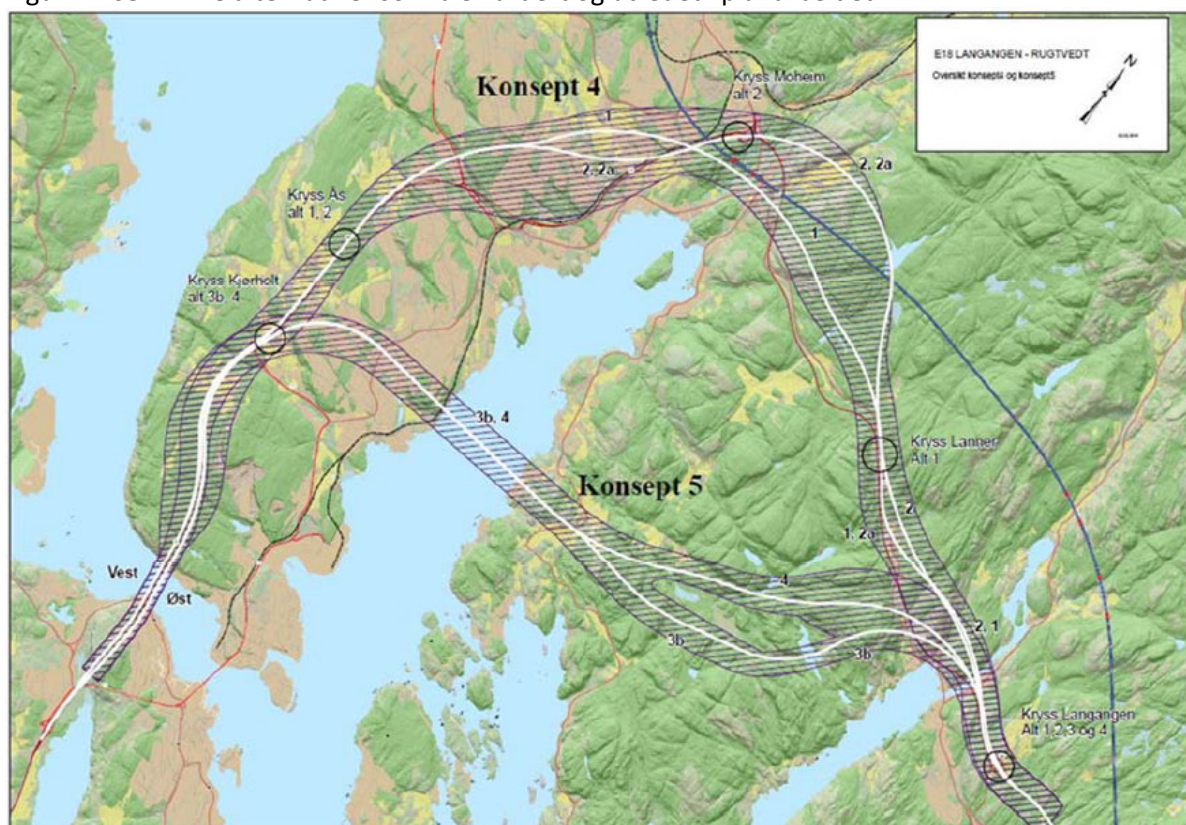 E18 LANGANGEN - RUGTVEDT
Oversikt konsept4 og konsept5
N
Konsept 4
Kryss Moheim
alt 2
1
2, 2a
2, 2a
Kryss Ås
alt 1, 2
1
Kryss Kjørholt
alt 3b, 4
3b, 4
Kryss Lanner
Alt 1
Konsept 5
2
1, 2a
Vest
Øst
4
2, 1
3b
3b
Kryss Langangen
Alt 1,2,3 og 4